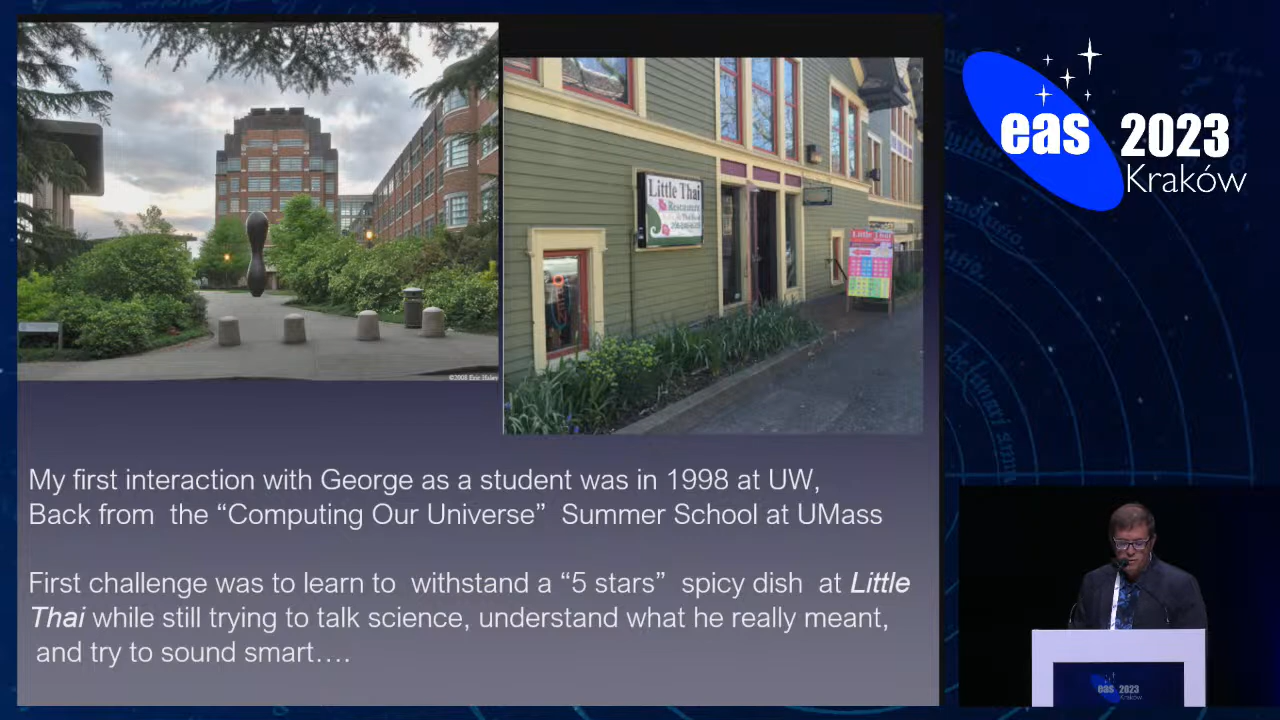 eas 2023
Kraków
Little Thai
Restaurant
Little Thai
©2008 Eric Haley
My first interaction with George as a student was in 1998 at UW,
Back from the “Computing Our Universe” Summer School at UMass
First challenge was to learn to withstand a “5 stars” spicy dish at Little
Thai while still trying to talk science, understand what he really meant,
and try to sound smart….
eas 2023
Kraków